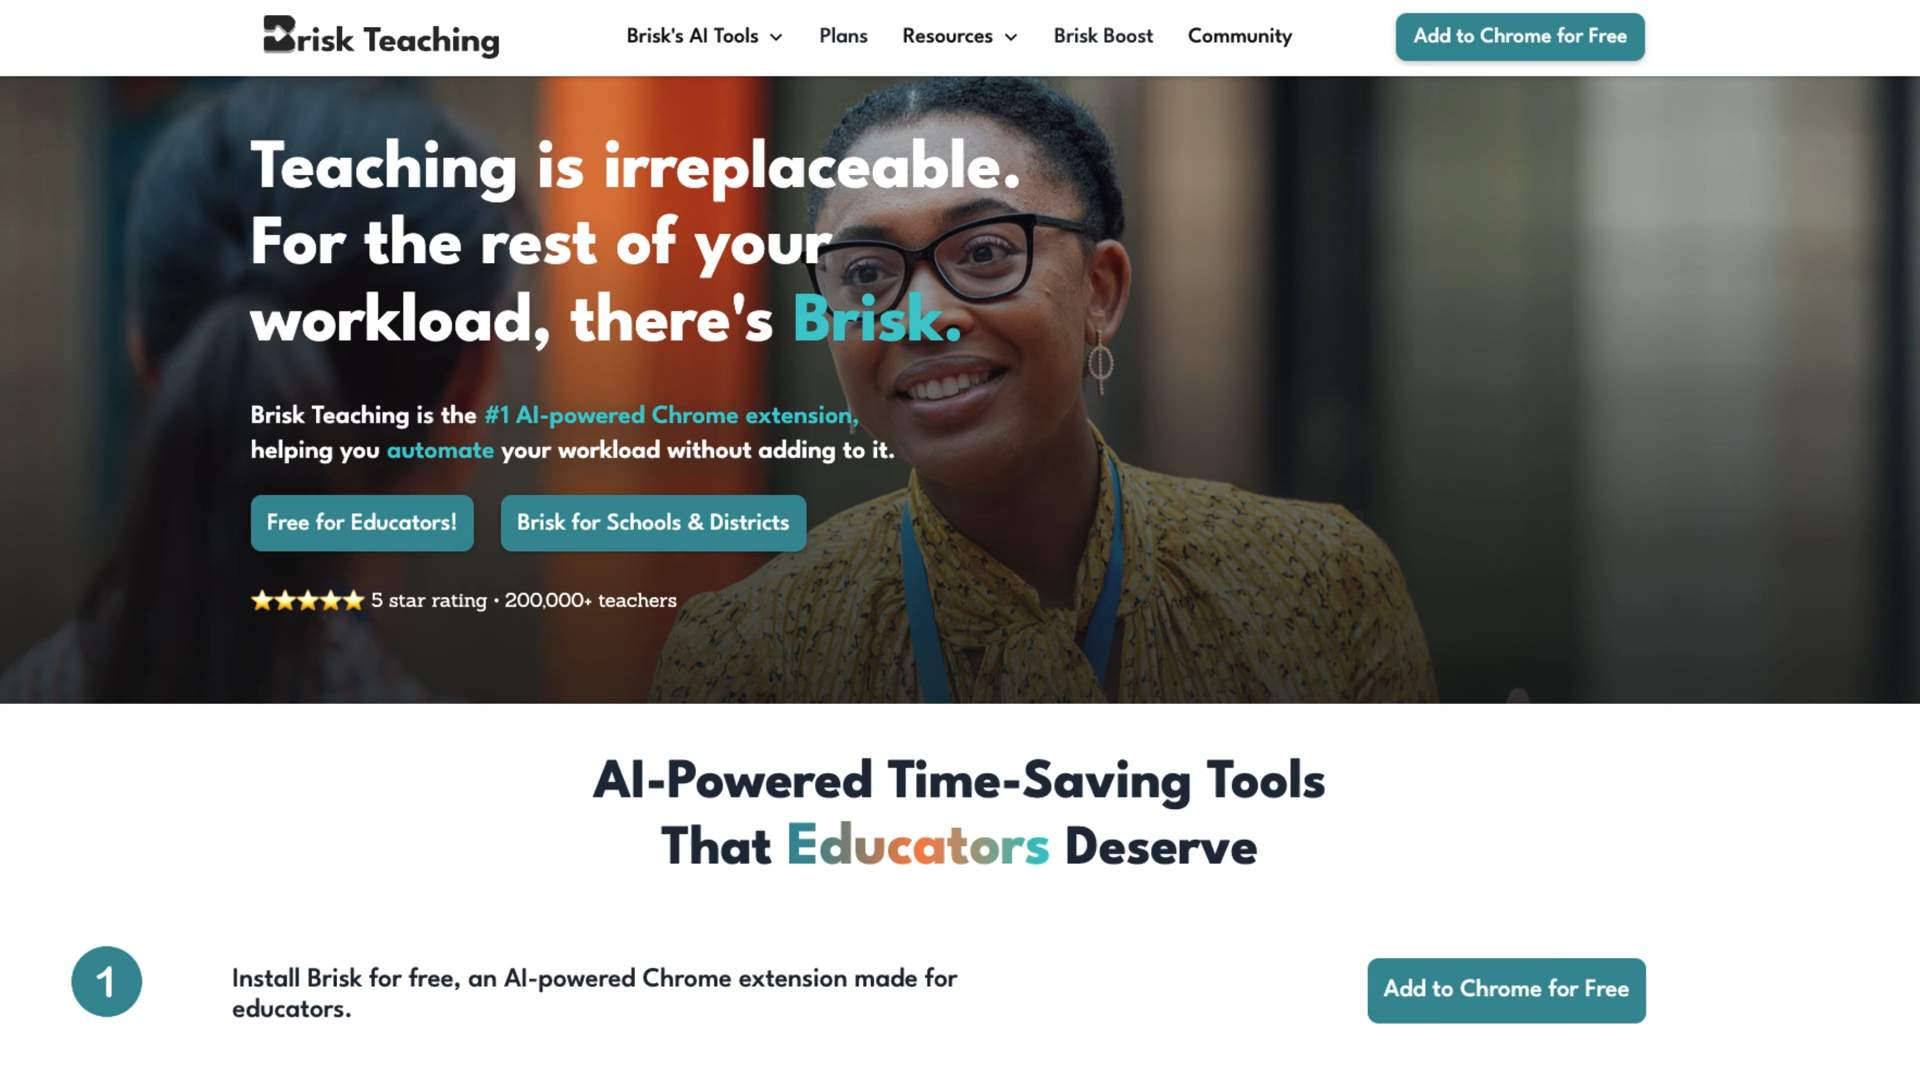 Brisk Teaching
Brisk's AI Tools
Plans
Resources
Brisk Boost
Community
Add to Chrome for Free
Teaching is irreplaceable.
For the rest of your
workload, there's Brisk.
Brisk Teaching is the #1 AI-powered Chrome extension,
helping you automate your workload without adding to it.
Free for Educators!
Brisk for Schools & Districts
5 star rating • 200,000+ teachers
AI-Powered Time-Saving Tools
That Educators Deserve
1
Install Brisk for free, an AI-powered Chrome extension made for
educators.
Add to Chrome for Free